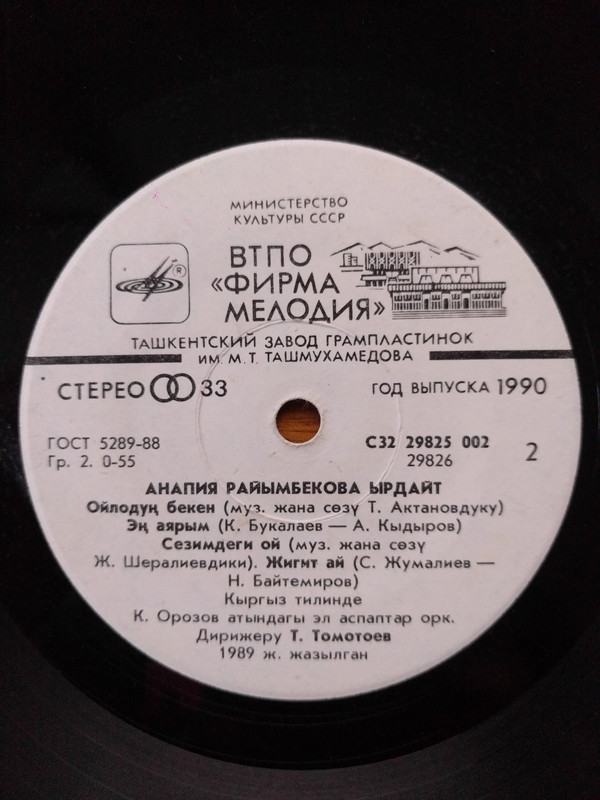 МИНИСТЕРСТВО
КУЛЬТУРЫ СССР
ВТПО
«ФИРМА
МЕЛОДИЯ»
®
ТАШКЕНТСКИЙ ЗАВОД ГРАМПЛАСТИНОК
ИМ. М.Т. ТАШМУХАМЕДОВА
СТЕРЕО 33
ГОД ВЫПУСКА 1990
ГОСТ 5289-88
Гр. 2. 0-55
С32 29825 002
29826
2
АНАПИЯ РАЙЫМБЕКОВА ЫРДАЙТ
Ойлодуң бекен (муз. жана сөзү Т. Актановдуку)
Эң аярым (К. Букалаев — А. Кыдыров)
Сезимдеги ой (муз. жана сөзү
Ж. Шералиевдики). Жигит ай (С. Жумалиев —
Н. Байтемиров)
Кыргыз тилинде
К. Орозов атындагы эл аспаптар орк.
Дирижеру Т. Томотоев
1989 ж. жазылган